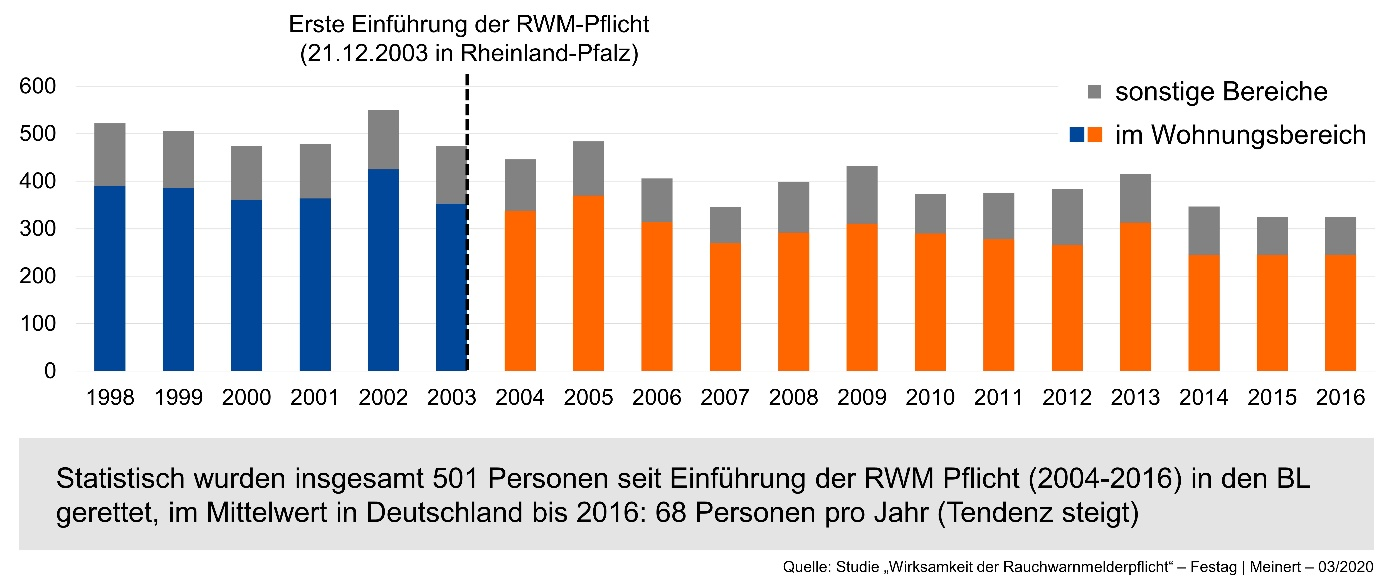 Erste Einführung der RWM-Pflicht
(21.12.2003 in Rheinland-Pfalz)
600
500
400
300
200
100
0
sonstige Bereiche
im Wohnungsbereich
1998 1999 2000 2001 2002 2003 2004 2005 2006 2007 2008 2009 2010 2011 2012 2013 2014 2015 2016
Statistisch wurden insgesamt 501 Personen seit Einführung der RWM Pflicht (2004-2016) in den BL
gerettet, im Mittelwert in Deutschland bis 2016: 68 Personen pro Jahr (Tendenz steigt)
Quelle: Studie „Wirksamkeit der Rauchwarnmelderpflicht“ – Festag | Meinert – 03/2020